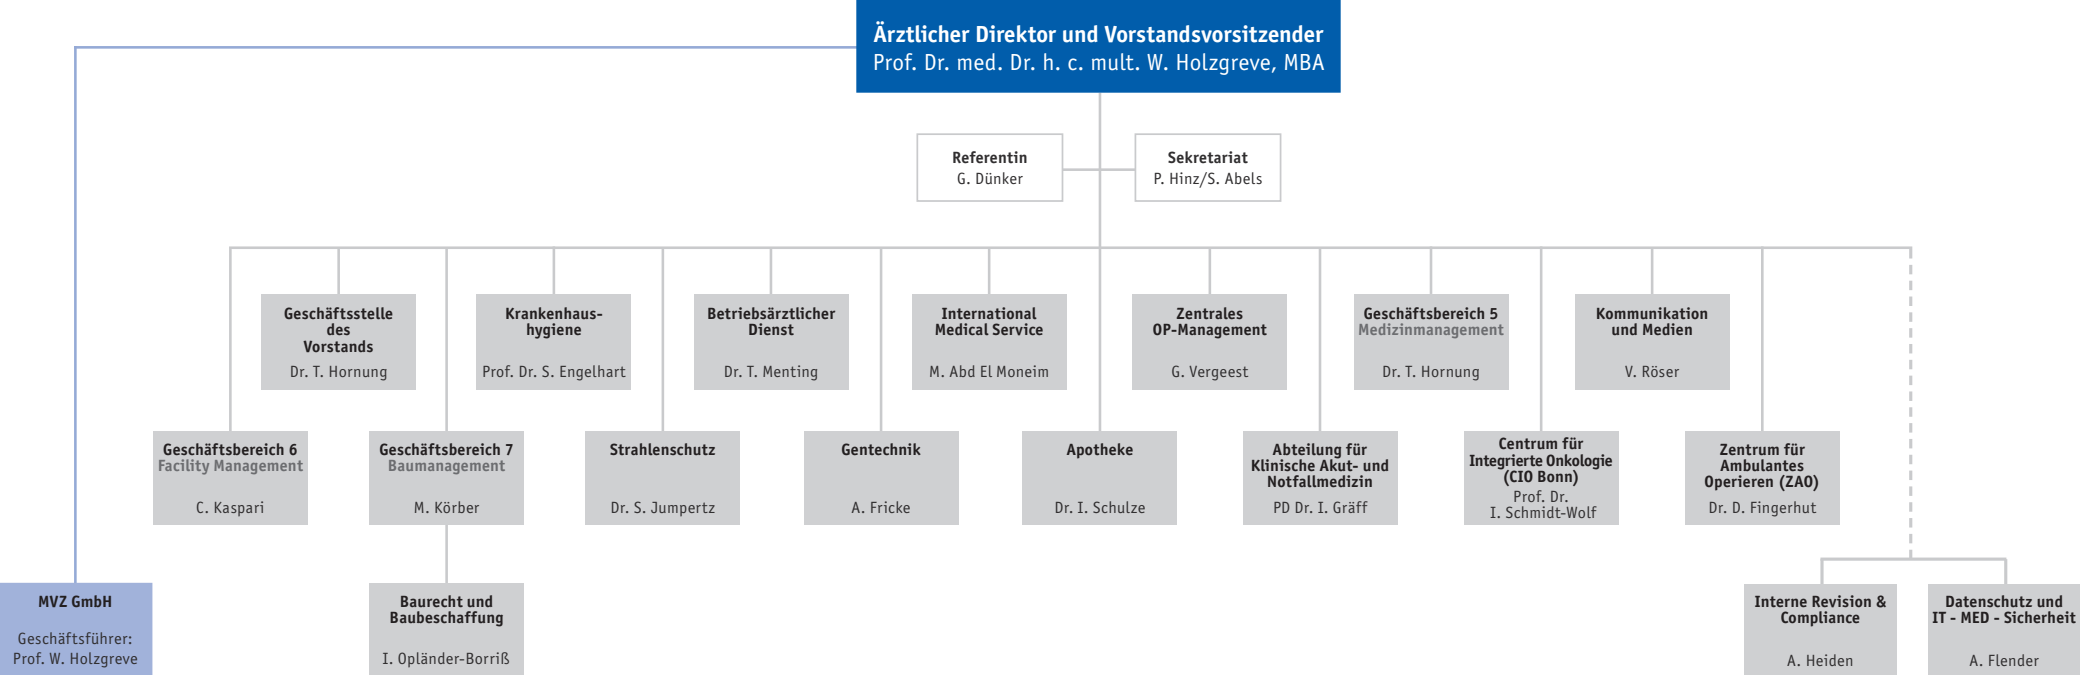 Ärztlicher Direktor und Vorstandsvorsitzender
Prof. Dr. med. Dr. h. c. mult. W. Holzgreve, MBA
Referentin
G. Dünker
Sekretariat
P. Hinz/S. Abels
Geschäftsstelle
des
Vorstands
Dr. T. Hornung
Krankenhaus-
hygiene
Prof. Dr. S. Engelhart
Betriebsärztlicher
Dienst
Dr. T. Menting
International
Medical Service
M. Abd El Moneim
Zentrales
OP-Management
G. Vergeest
Geschäftsbereich 5
Medizinmanagement
Dr. T. Hornung
Kommunikation
und Medien
V. Röser
Geschäftsbereich 6
Facility Management
C. Kaspari
Geschäftsbereich 7
Baumanagement
M. Körber
Strahlenschutz
Dr. S. Jumpertz
Gentechnik
A. Fricke
Apotheke
Dr. I. Schulze
Abteilung für
Klinische Akut- und
Notfallmedizin
PD Dr. I. Gräff
Centrum für
Integrierte Onkologie
(CIO Bonn)
Prof. Dr.
I. Schmidt-Wolf
Zentrum für
Ambulantes
Operieren (ZAO)
Dr. D. Fingerhut
MVZ GmbH
Geschäftsführer:
Prof. W. Holzgreve
Baurecht und
Baubeschaffung
I. Opländer-Borriß
Interne Revision &
Compliance
A. Heiden
Datenschutz und
IT - MED - Sicherheit
A. Flender